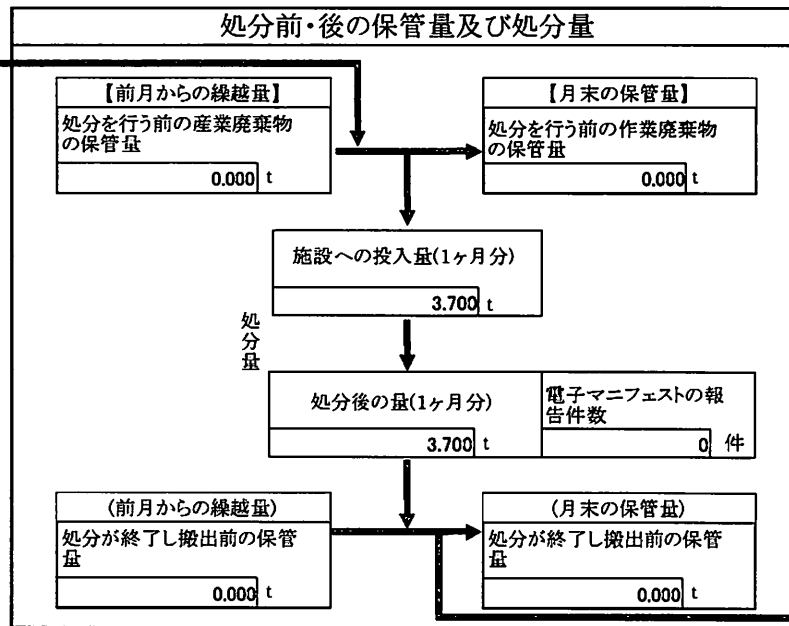 処分前・後の保管量及び処分量
【前月からの繰越量】
処分を行う前の産業廃棄物
の保管量
0.000 t
【月末の保管量】
処分を行う前の作業廃棄物
の保管量
0.000 t
施設への投入量(1ヶ月分)
3.700 t
処分量
処分後の量(1ヶ月分)
3.700 t
電子マニフェストの報
告件数
0 件
(前月からの繰越量)
処分が終了し搬出前の保管
量
0.000 t
(月末の保管量)
処分が終了し搬出前の保管
量
0.000 t